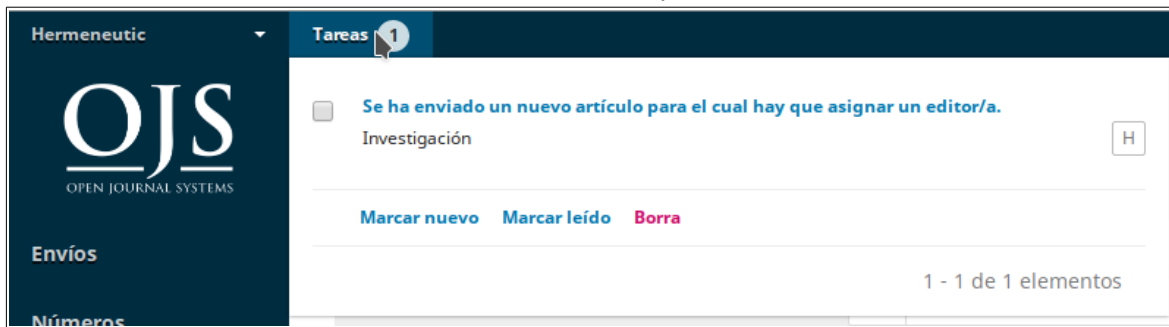 Hermeneutic
Tareas 1
OJS
OPEN JOURNAL SYSTEMS
Se ha enviado un nuevo artículo para el cual hay que asignar un editor/a.
Investigación
H
Marcar nuevo Marcar leído Borra
Envíos
1 - 1 de 1 elementos
Números